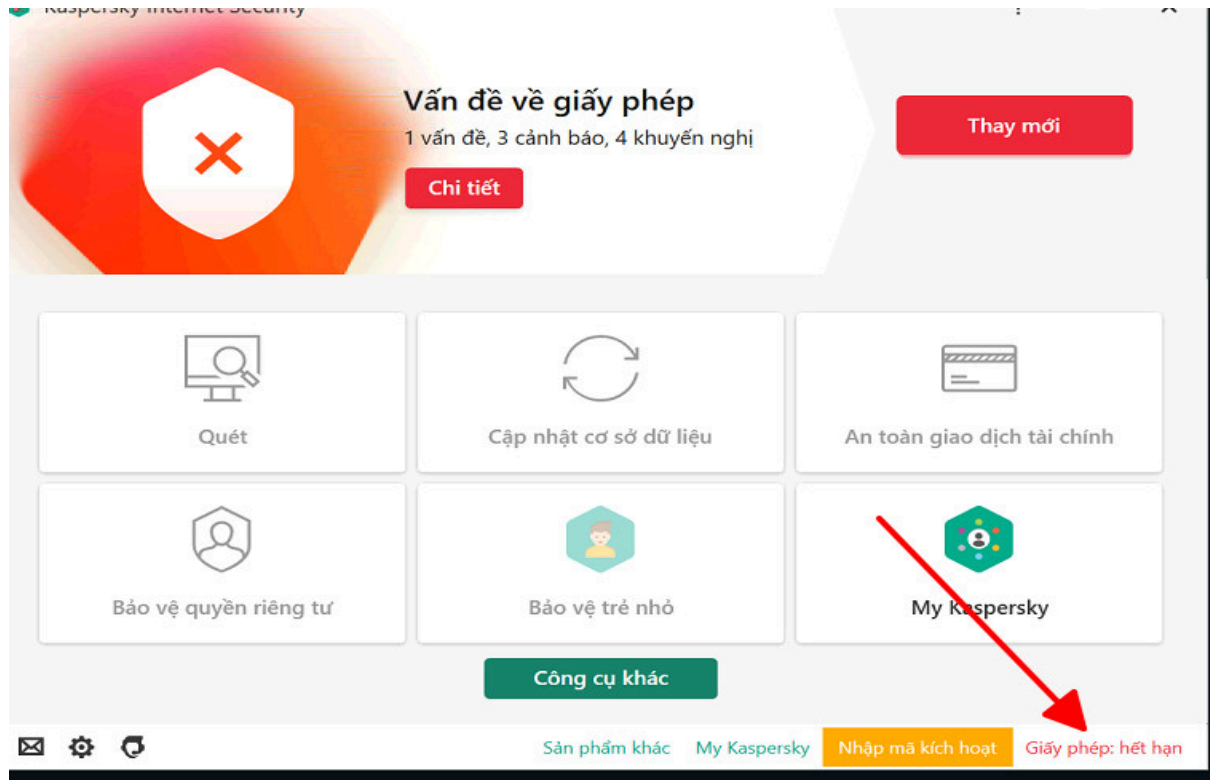 Kaspersky Internet Security
Vấn đề về giấy phép
1 vấn đề, 3 cảnh báo, 4 khuyến nghị
Chi tiết
Thay mới
Quét
Cập nhật cơ sở dữ liệu
An toàn giao dịch tài chính
Bảo vệ quyền riêng tư
Bảo vệ trẻ nhỏ
My Kaspersky
Công cụ khác
Sản phẩm khác
My Kaspersky
Nhập mã kích hoạt
Giấy phép: hết hạn